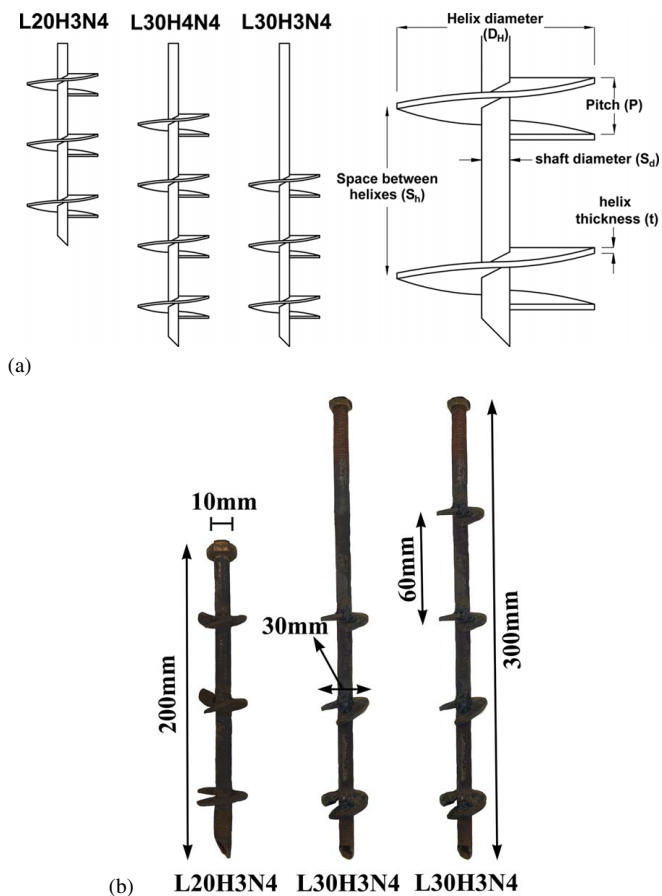 L20H3N4 L30H4N4 L30H3N4
Helix diameter
(D_H)
Pitch (P)
shaft diameter (S_d)
Space between
helixes (S_h)
helix
thickness (t)
(a)
10mm
60mm
30mm
200mm
300mm
(b) L20H3N4 L30H3N4 L30H3N4